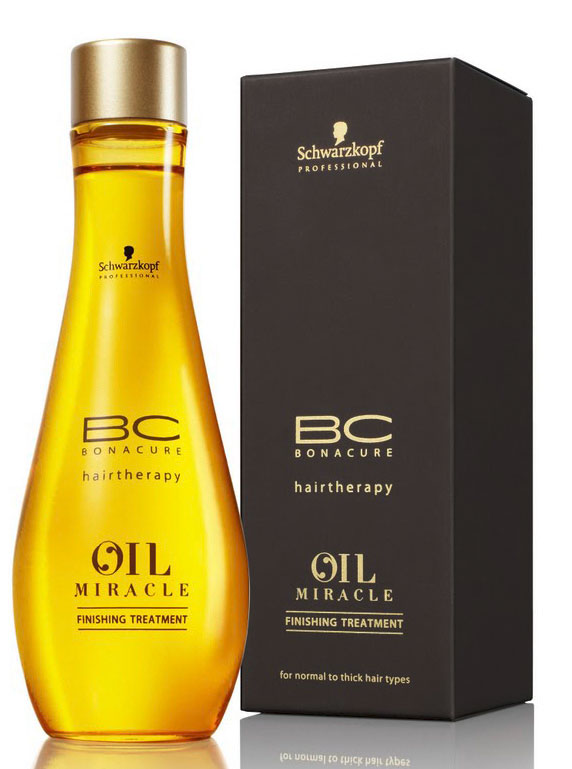 Schwarzkopf
PROFESSIONAL
BC
BONACURE
hairtherapy
OIL
MIRACLE
FINISHING TREATMENT
Schwarzkopf
PROFESSIONAL
BC
BONACURE
hairtherapy
OIL
MIRACLE
FINISHING TREATMENT
for normal to thick hair types